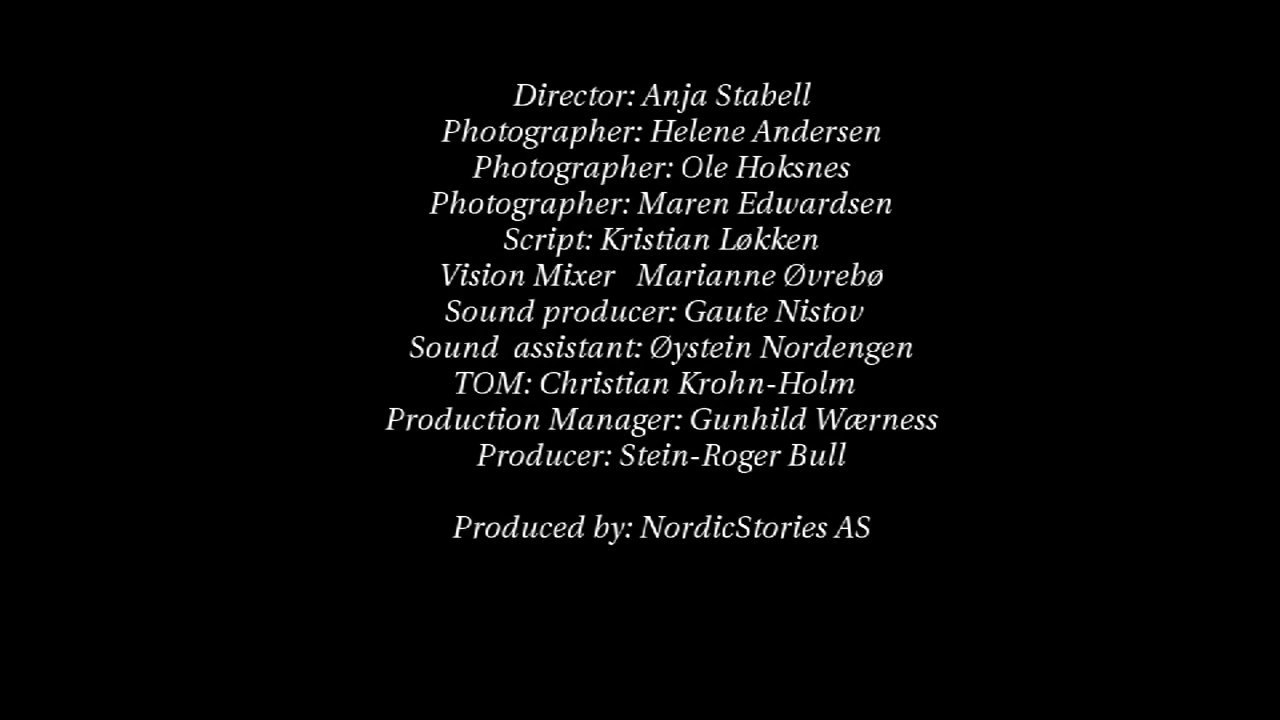 Director: Anja Stabell
Photographer: Helene Andersen
Photographer: Ole Hoksnes
Photographer: Maren Edwardsen
Script: Kristian Løkken
Vision Mixer   Marianne Øvrebø
Sound producer: Gaute Nistov
Sound  assistant: Øystein Nordengen
TOM: Christian Krohn-Holm
Production Manager: Gunhild Wærness
Producer: Stein-Roger Bull
Produced by: NordicStories AS